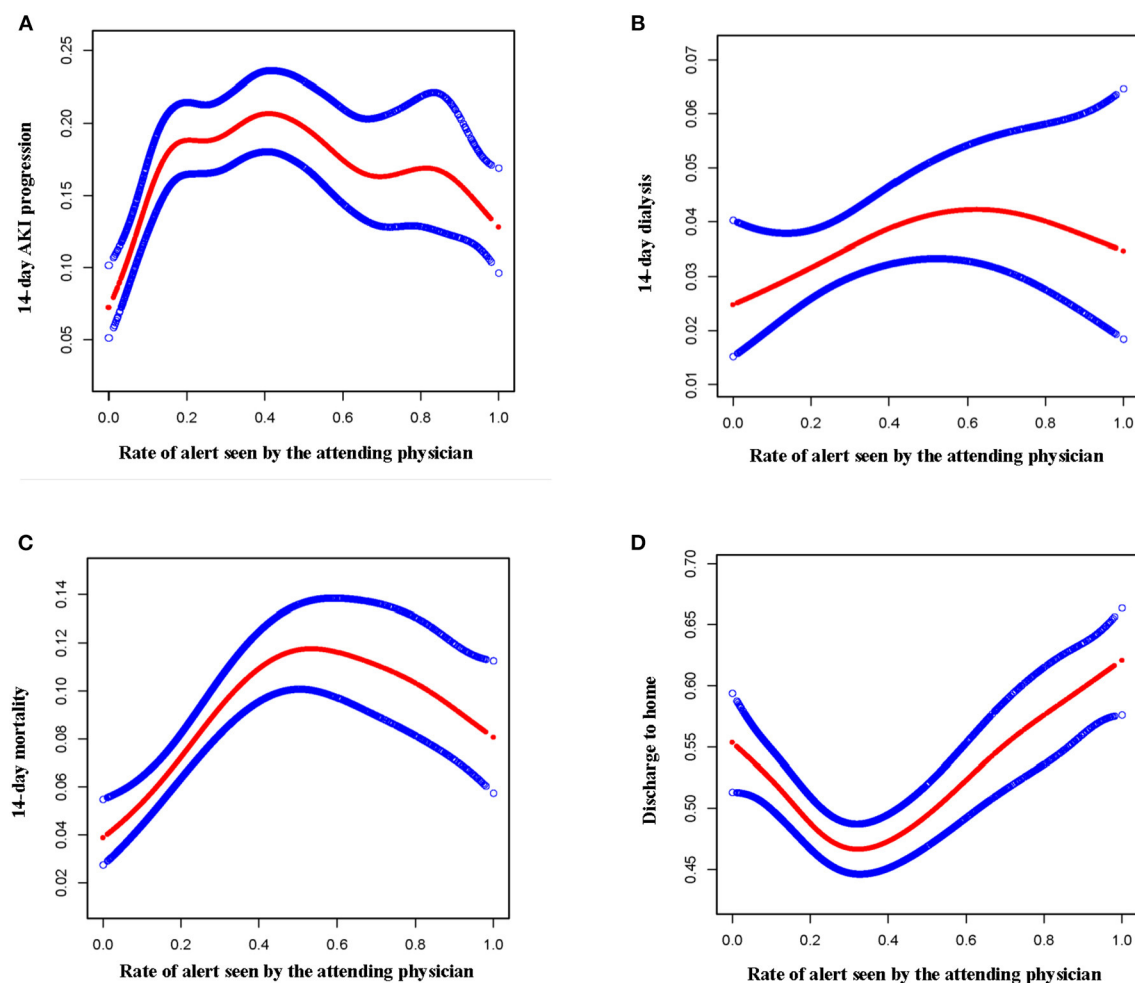 A
14-day AKI progression
0.25
0.20
0.15
0.10
0.05
0.0 0.2 0.4 0.6 0.8 1.0
Rate of alert seen by the attending physician
B
14-day dialysis
0.07
0.06
0.05
0.04
0.03
0.02
0.01
0.0 0.2 0.4 0.6 0.8 1.0
Rate of alert seen by the attending physician
C
14-day mortality
0.14
0.12
0.10
0.08
0.06
0.04
0.02
0.0 0.2 0.4 0.6 0.8 1.0
Rate of alert seen by the attending physician
D
Discharge to home
0.70
0.65
0.60
0.55
0.50
0.45
0.0 0.2 0.4 0.6 0.8 1.0
Rate of alert seen by the attending physician